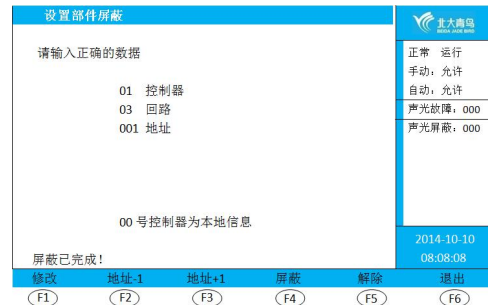 设置部件屏蔽
北大青鸟
BEIDA JADE BIRD
请输入正确的数据
正常 运行
手动：允许
自动：允许
01 控制器
03 回路
001 地址
声光故障：000
声光屏蔽：000
00 号控制器为本地信息
2014-10-10
08:08:08
屏蔽已完成！
修改 地址-1 地址+1 屏蔽 解除 退出
F1 F2 F3 F4 F5 F6